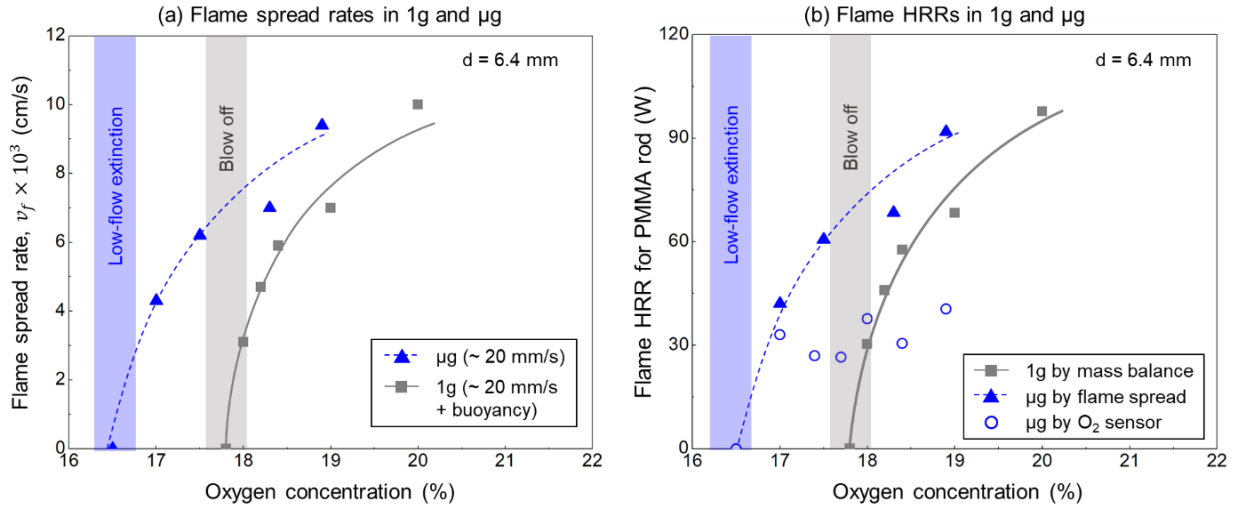 (a) Flame spread rates in 1g and µg
12
10
8
6
4
2
0
Flame spread rate, v_f × 10³ (cm/s)
Low-flow extinction
Blow off
d = 6.4 mm
µg (~ 20 mm/s)
1g (~ 20 mm/s
+ buoyancy)
16 17 18 19 20 21 22
Oxygen concentration (%)
(b) Flame HRRs in 1g and µg
120
90
60
30
0
Flame HRR for PMMA rod (W)
Low-flow extinction
Blow off
d = 6.4 mm
1g by mass balance
µg by flame spread
µg by O₂ sensor
16 17 18 19 20 21 22
Oxygen concentration (%)